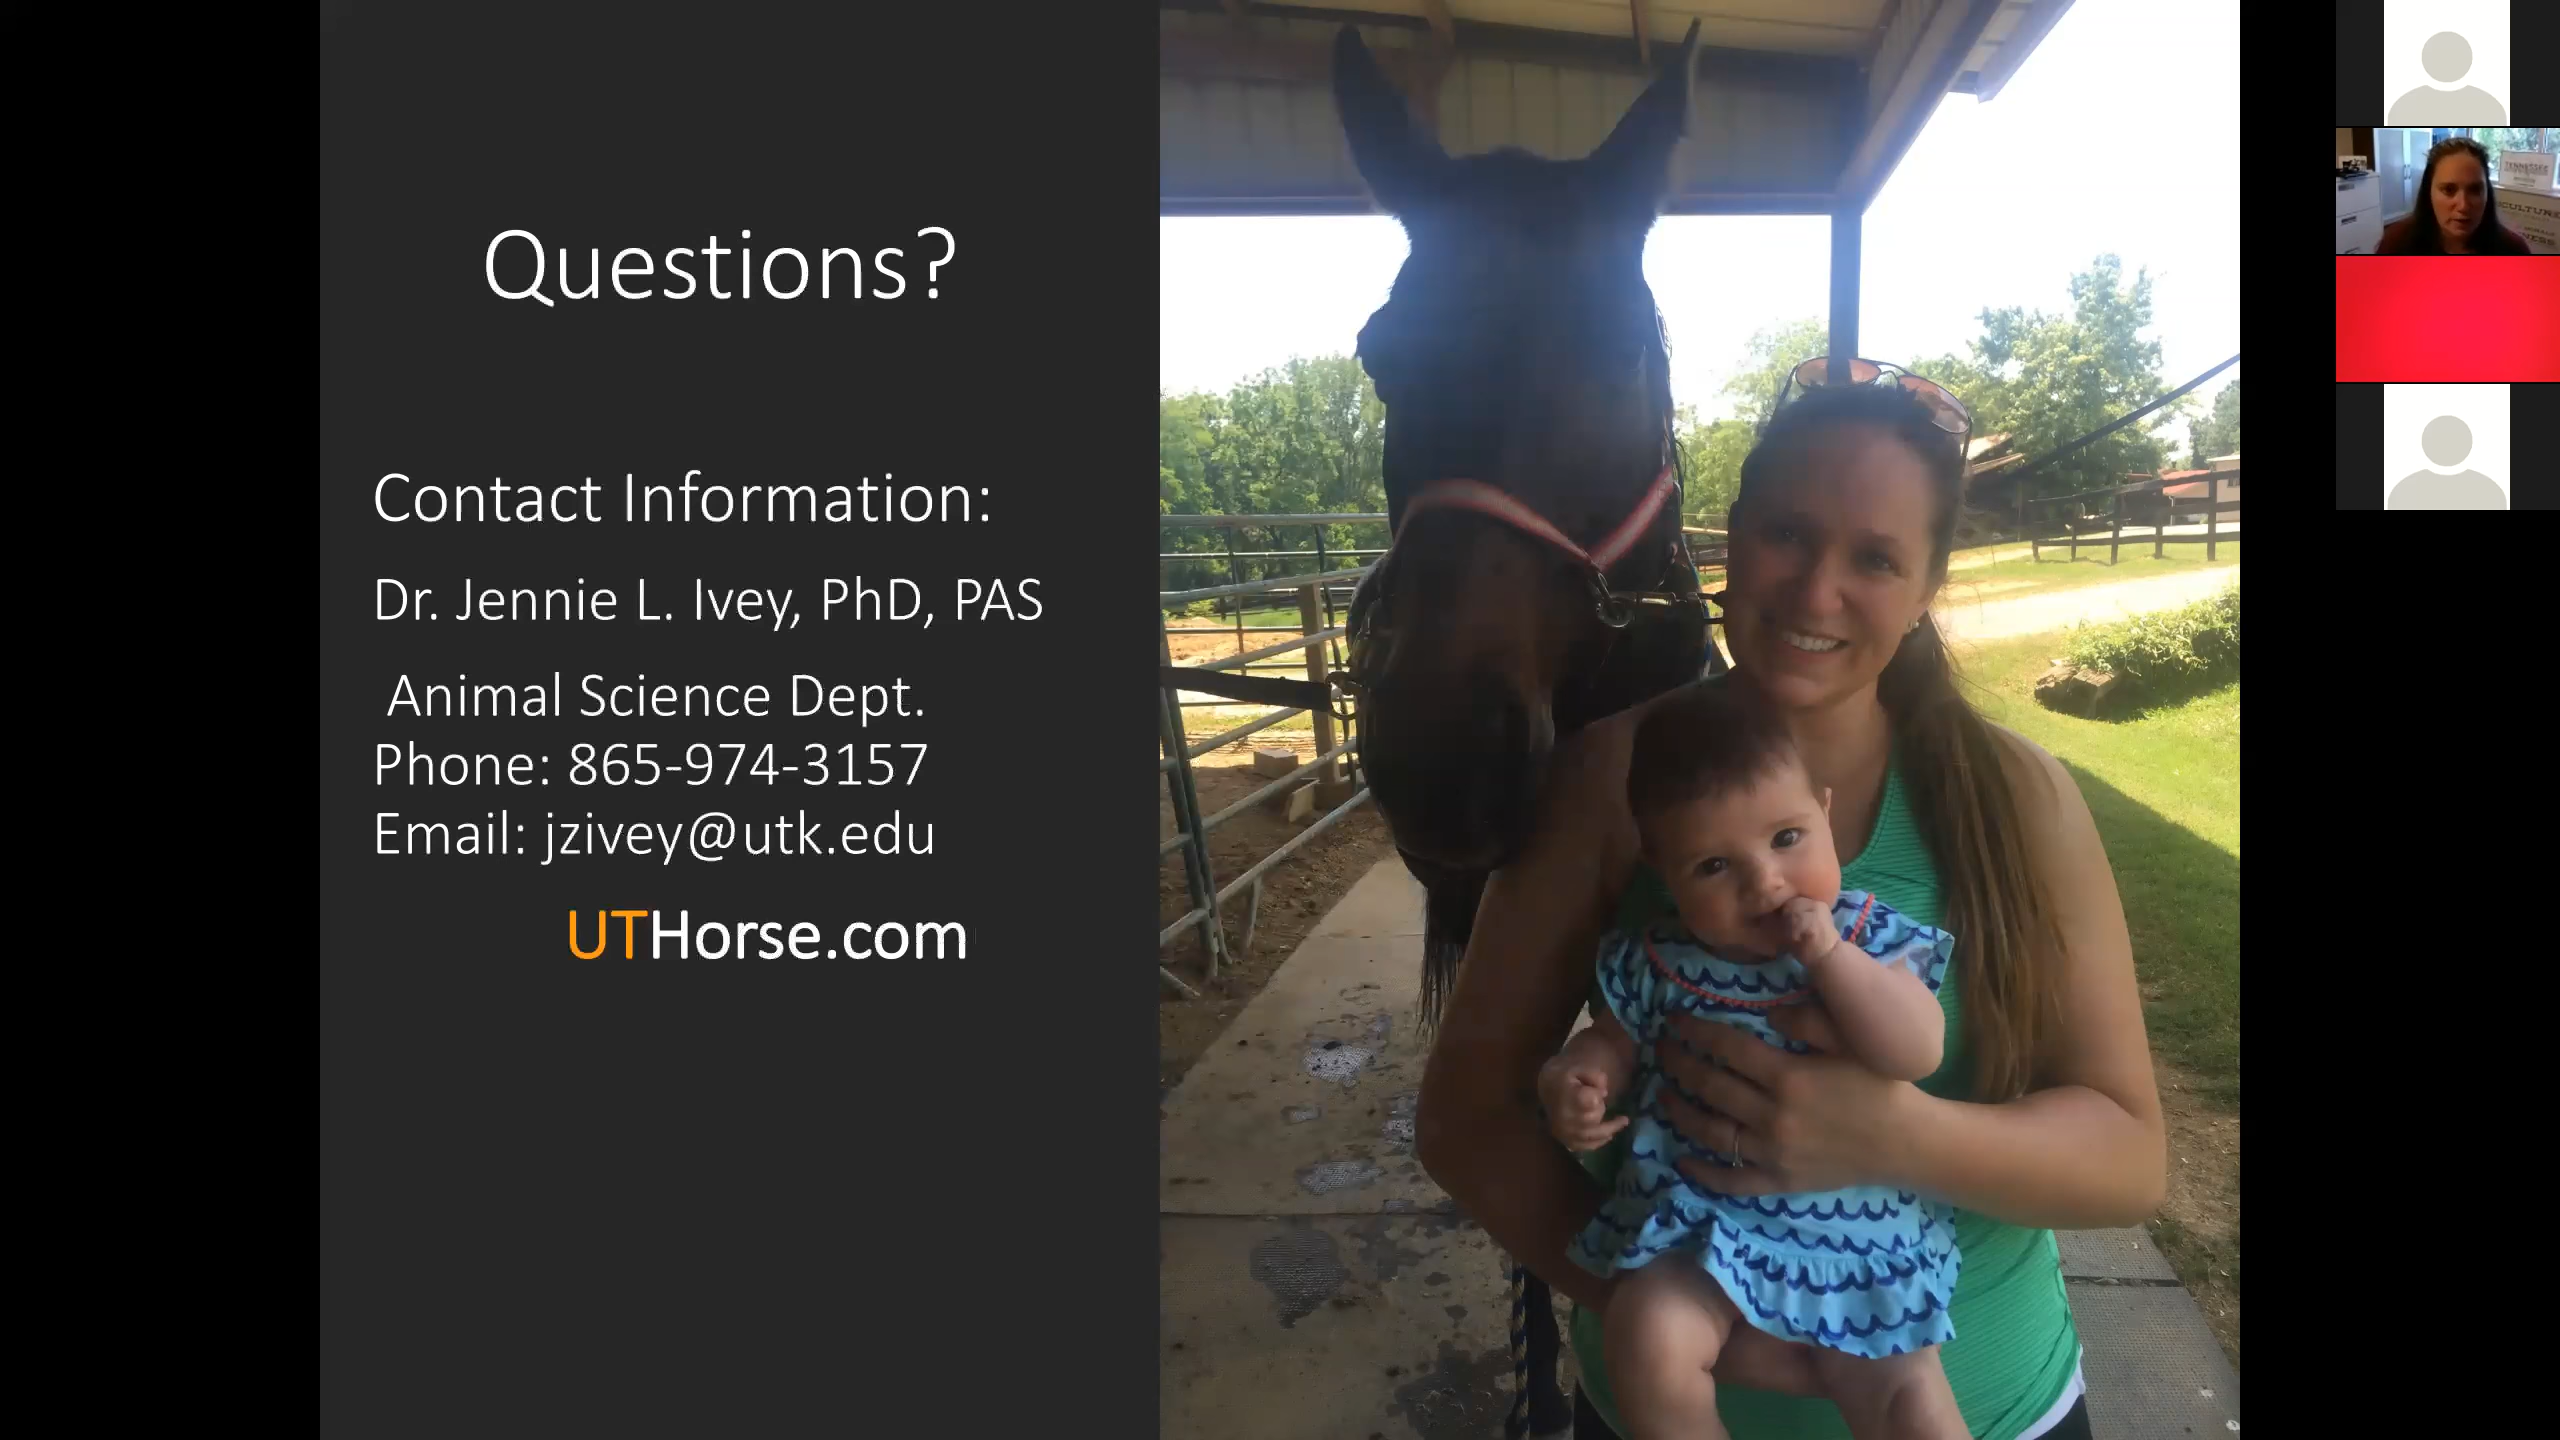 Questions?
Contact Information:
Dr. Jennie L. Ivey, PhD, PAS
Animal Science Dept.
Phone: 865-974-3157
Email: jzivey@utk.edu
UTHorse.com
TENNESSEE